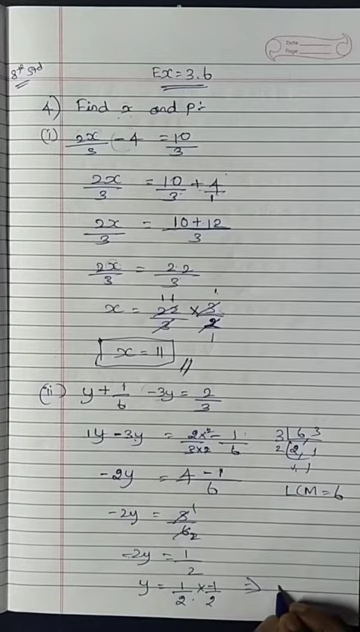 Date
Page
8th std
Ex = 3.6
4) Find x and p:-
(i) 2x/3 - 4 = 10/3
2x/3 = 10/3 + 4/1
2x/3 = 10+12/3
2x/3 = 22/3
x = 22/3 × 3/2
x = 11 //
(ii) y + 1/6 - 3y = 2/3
1y - 3y = 2×2/3×2 - 1/6
3 | 6, 3
2 | 2, 1
1, 1
-2y = 4-1/6
LCM = 6
-2y = 3/6
-2y = 1/2
y = 1/2 × -1/2 ⇒